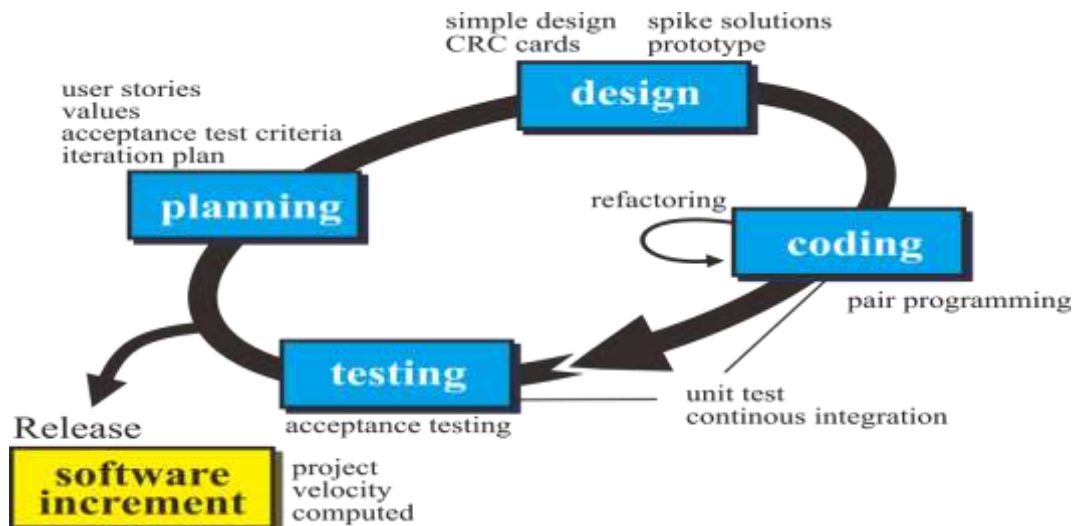 simple design
CRC cards
spike solutions
prototype
design
user stories
values
acceptance test criteria
iteration plan
planning
refactoring
coding
pair programming
testing
acceptance testing
unit test
continous integration
Release
software
increment
project
velocity
computed